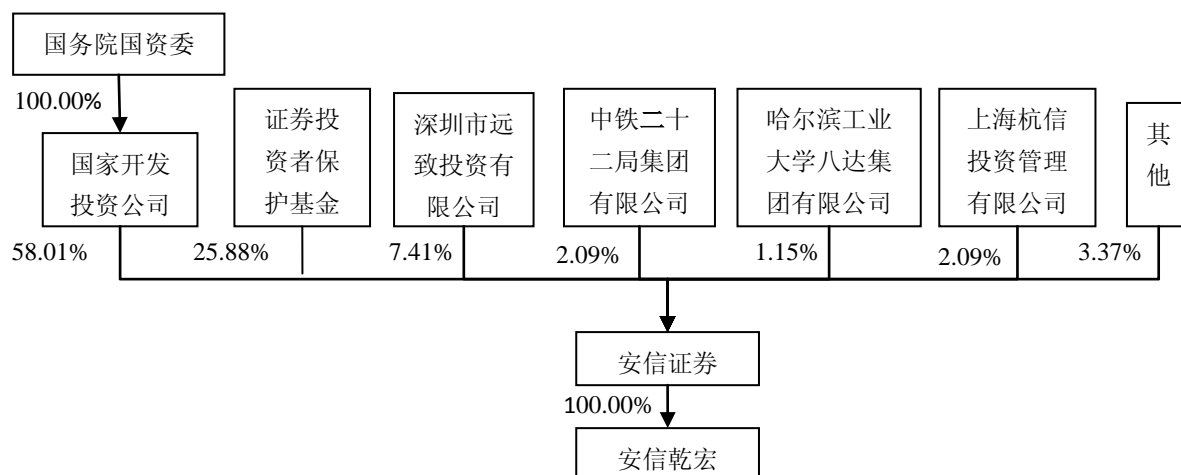 国务院国资委
100.00%
国家开发
投资公司
证券投
资者保
护基金
深圳市远
致投资有
限公司
中铁二十
二局集团
有限公司
哈尔滨工业
大学八达集
团有限公司
上海杭信
投资管理
有限公司
其
他
58.01%
25.88%
7.41%
2.09%
1.15%
2.09%
3.37%
安信证券
100.00%
安信乾宏